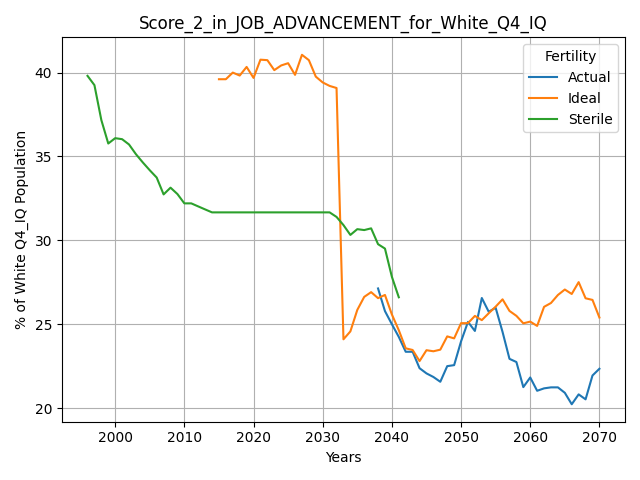 Score_2_in_JOB_ADVANCEMENT_for_White_Q4_IQ
% of White Q4_IQ Population
40
35
30
25
20
Fertility
Actual
Ideal
Sterile
2000 2010 2020 2030 2040 2050 2060 2070
Years